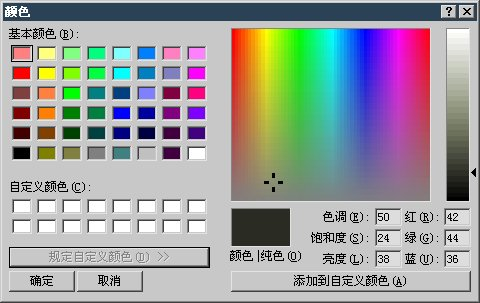 颜色
基本颜色(B):
自定义颜色(C):
规定自定义颜色(D) >>
确定 取消
颜色|纯色(O)
色调(E): 50 红(R): 42
饱和度(S): 24 绿(G): 44
亮度(L): 38 蓝(U): 36
添加到自定义颜色(A)